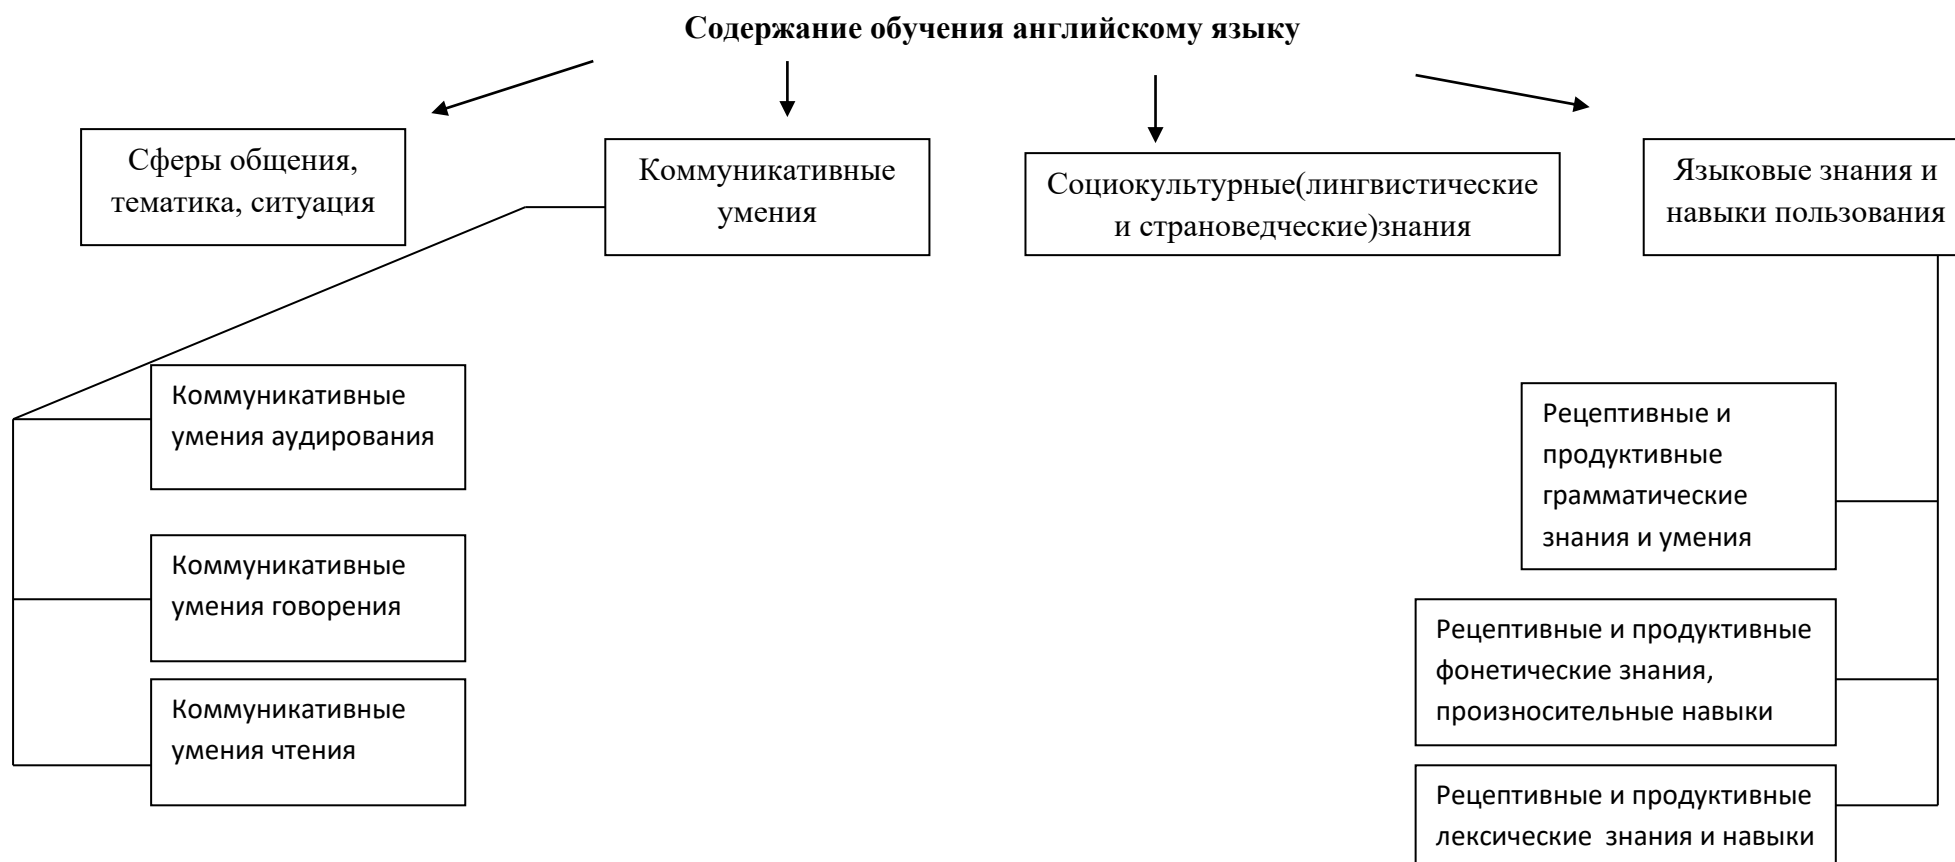 Содержание обучения английскому языку
Сферы общения,
тематика, ситуация
Коммуникативные
умения
Социокультурные(лингвистические
и страноведческие)знания
Языковые знания и
навыки пользования
Коммуникативные
умения аудирования
Коммуникативные
умения говорения
Коммуникативные
умения чтения
Рецептивные и
продуктивные
грамматические
знания и умения
Рецептивные и продуктивные
фонетические знания,
произносительные навыки
Рецептивные и продуктивные
лексические знания и навыки